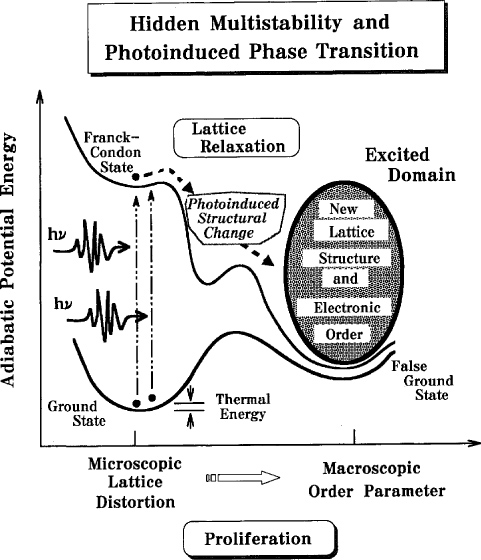 Hidden Multistability and
Photoinduced Phase Transition
Adiabatic Potential Energy
Franck–
Condon
State
Lattice
Relaxation
Excited
Domain
Photoinduced
Structural
Change
New
Lattice
Structure
and
Electronic
Order
hν
hν
Ground
State
Thermal
Energy
False
Ground
State
Microscopic
Lattice
Distortion
Macroscopic
Order Parameter
Proliferation